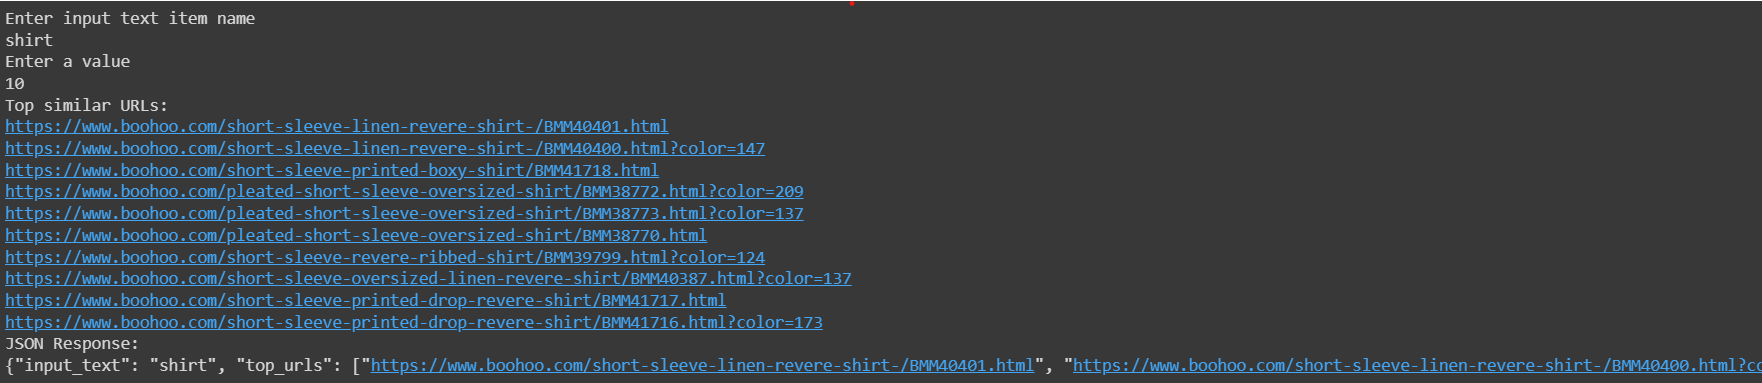 Enter input text item name
shirt
Enter a value
10
Top similar URLs:
https://www.boohoo.com/short-sleeve-linen-revere-shirt-/BMM40401.html
https://www.boohoo.com/short-sleeve-linen-revere-shirt-/BMM40400.html?color=147
https://www.boohoo.com/short-sleeve-printed-boxy-shirt/BMM41718.html
https://www.boohoo.com/pleated-short-sleeve-oversized-shirt/BMM38772.html?color=209
https://www.boohoo.com/pleated-short-sleeve-oversized-shirt/BMM38773.html?color=137
https://www.boohoo.com/pleated-short-sleeve-oversized-shirt/BMM38770.html
https://www.boohoo.com/short-sleeve-revere-ribbed-shirt/BMM39799.html?color=124
https://www.boohoo.com/short-sleeve-oversized-linen-revere-shirt/BMM40387.html?color=137
https://www.boohoo.com/short-sleeve-printed-drop-revere-shirt/BMM41717.html
https://www.boohoo.com/short-sleeve-printed-drop-revere-shirt/BMM41716.html?color=173
JSON Response:
{"input_text": "shirt", "top_urls": ["https://www.boohoo.com/short-sleeve-linen-revere-shirt-/BMM40401.html", "https://www.boohoo.com/short-sleeve-linen-revere-shirt-/BMM40400.html?c